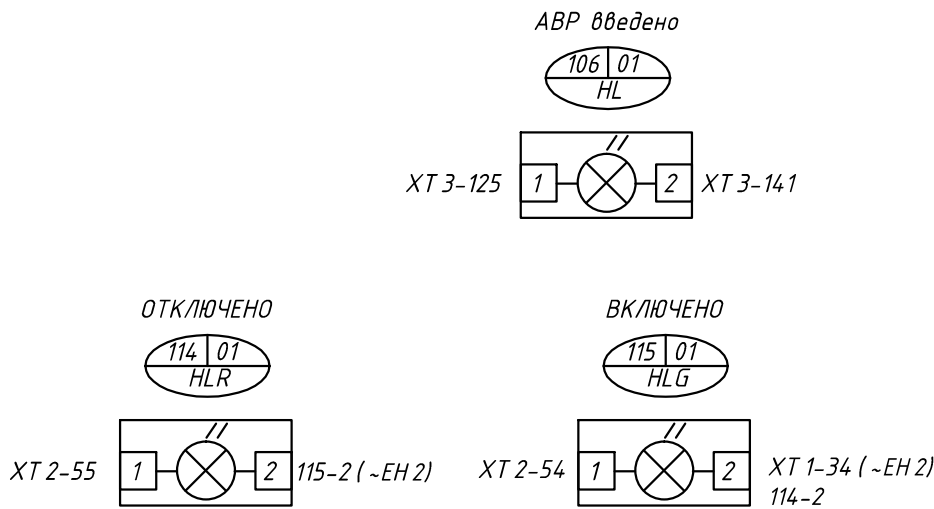 АВР введено
106 01
HL
XT 3-125 1 2 XT 3-141
ОТКЛЮЧЕНО
114 01
HLR
XT 2-55 1 2 115-2 ( ~EH 2)
ВКЛЮЧЕНО
115 01
HLG
XT 2-54 1 2 XT 1-34 ( ~EH 2)
114-2